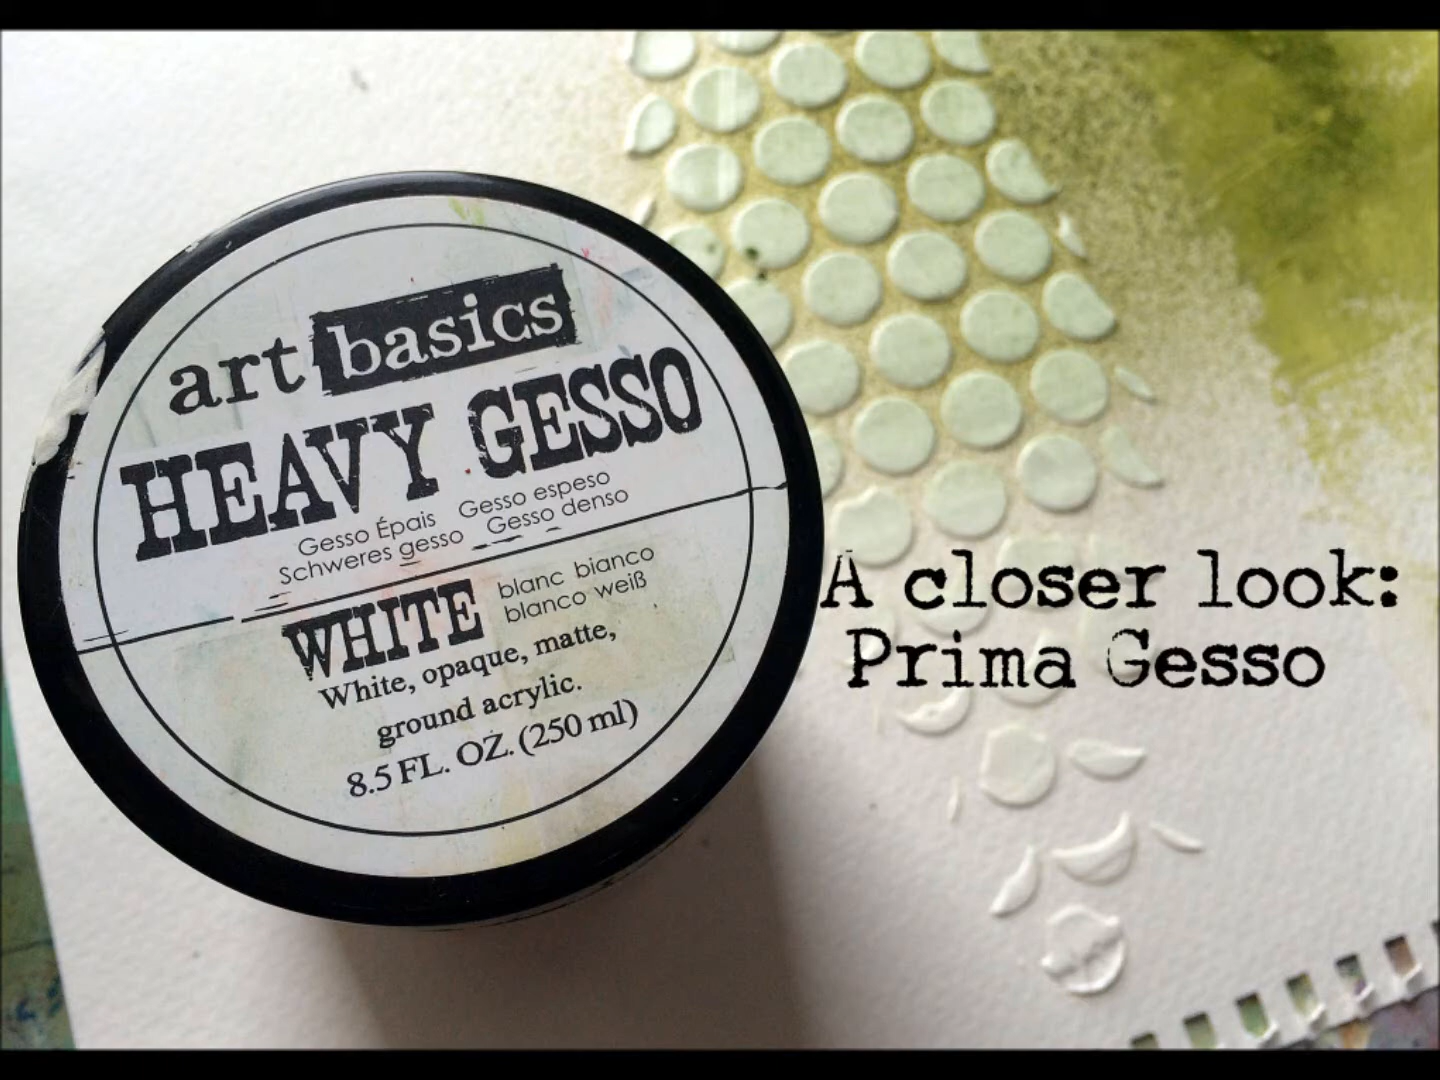 art basics
HEAVY GESSO
Gesso Épais Gesso espeso
Schweres gesso Gesso denso
WHITE blanc bianco
blanco weiß
White, opaque, matte,
ground acrylic.
8.5 FL. OZ. (250 ml)
A closer look:
Prima Gesso